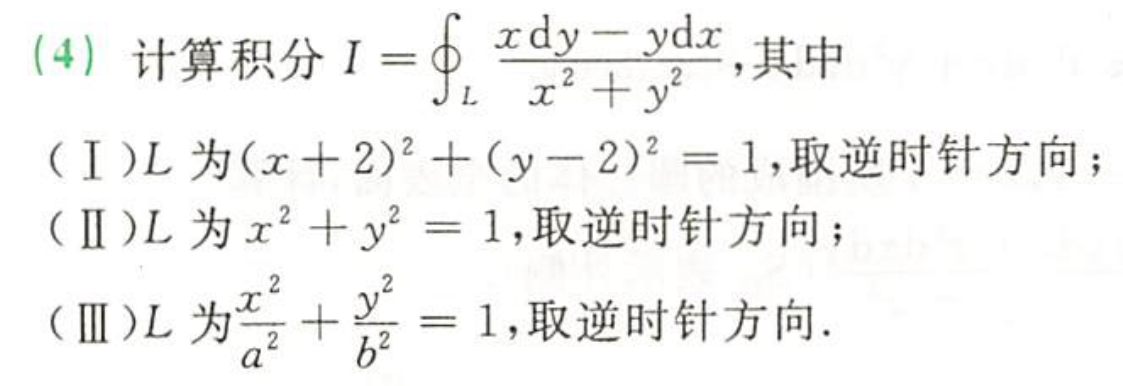 (4) 计算积分 $I = \oint_L \frac{x\mathrm{d}y - y\mathrm{d}x}{x^2 + y^2}$,其中
(Ⅰ)L 为$(x+2)^2+(y-2)^2=1$,取逆时针方向;
(Ⅱ)L 为 $x^2+y^2=1$,取逆时针方向;
(Ⅲ)L 为$\frac{x^2}{a^2}+\frac{y^2}{b^2}=1$,取逆时针方向.